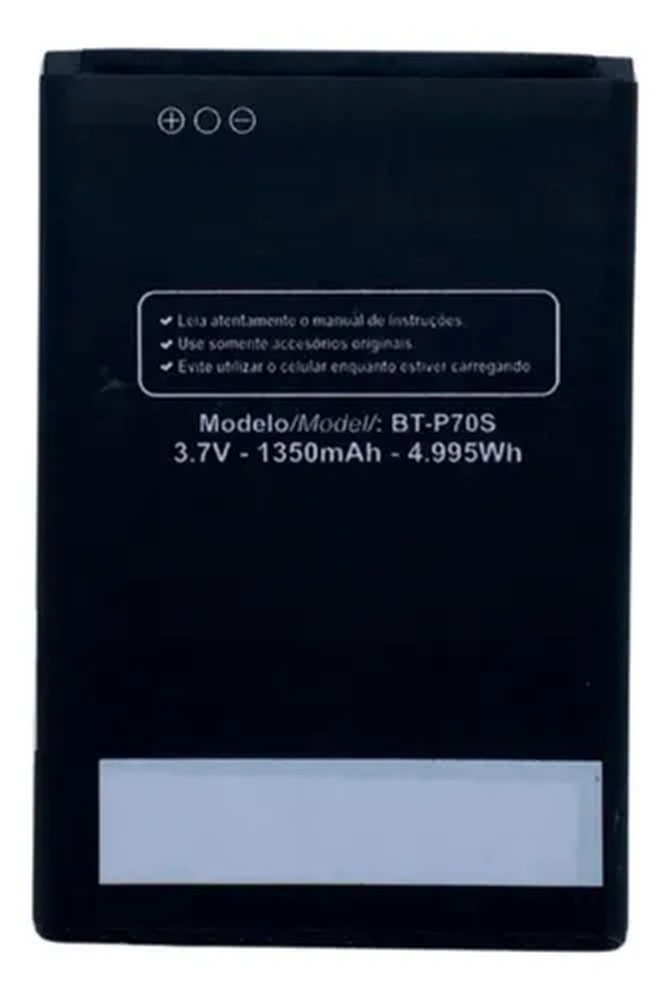 ✔ Leia atentamente o manual de instruções.
✔ Use somente accesórios originais.
✔ Evite utilizar o celular enquanto estiver carregando
Modelo/Model/: BT-P70S
3.7V - 1350mAh - 4.995Wh